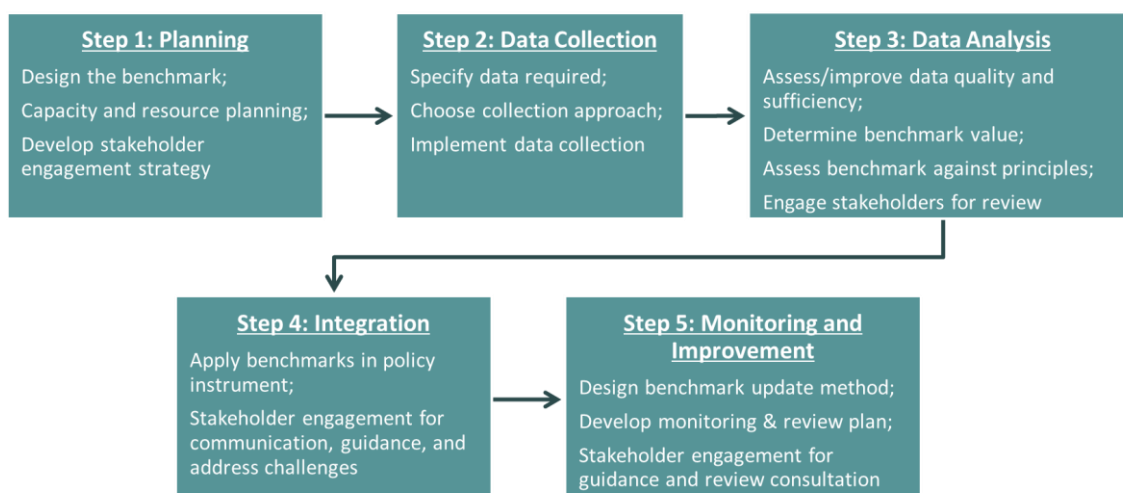 Step 1: Planning
Design the benchmark;
Capacity and resource planning;
Develop stakeholder
engagement strategy
Step 2: Data Collection
Specify data required;
Choose collection approach;
Implement data collection
Step 3: Data Analysis
Assess/improve data quality and
sufficiency;
Determine benchmark value;
Assess benchmark against principles;
Engage stakeholders for review
Step 4: Integration
Apply benchmarks in policy
instrument;
Stakeholder engagement for
communication, guidance, and
address challenges
Step 5: Monitoring and
Improvement
Design benchmark update method;
Develop monitoring & review plan;
Stakeholder engagement for
guidance and review consultation